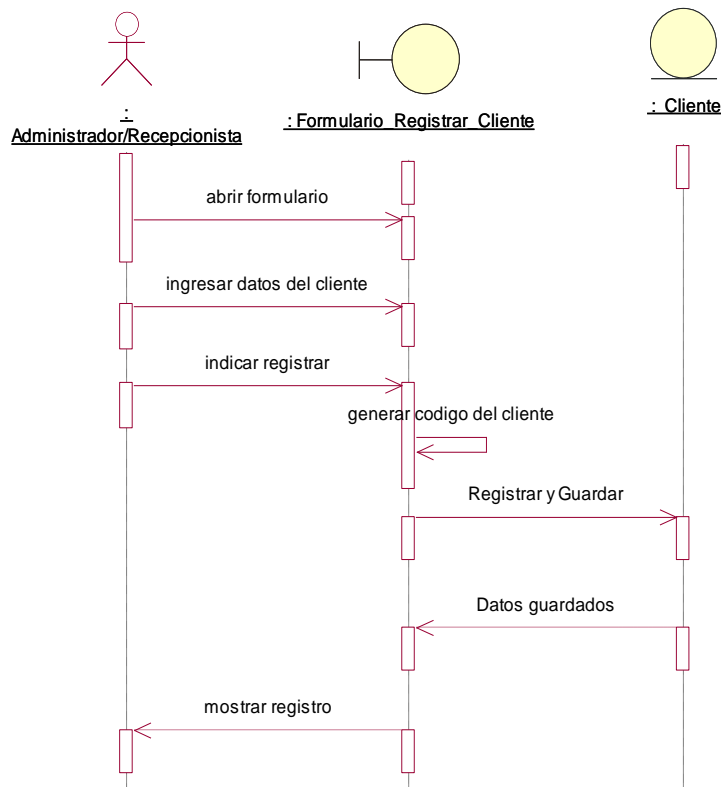 :
Administrador/Recepcionista
: Formulario_Registrar_Cliente
: Cliente
abrir formulario
ingresar datos del cliente
indicar registrar
generar codigo del cliente
Registrar y Guardar
Datos guardados
mostrar registro